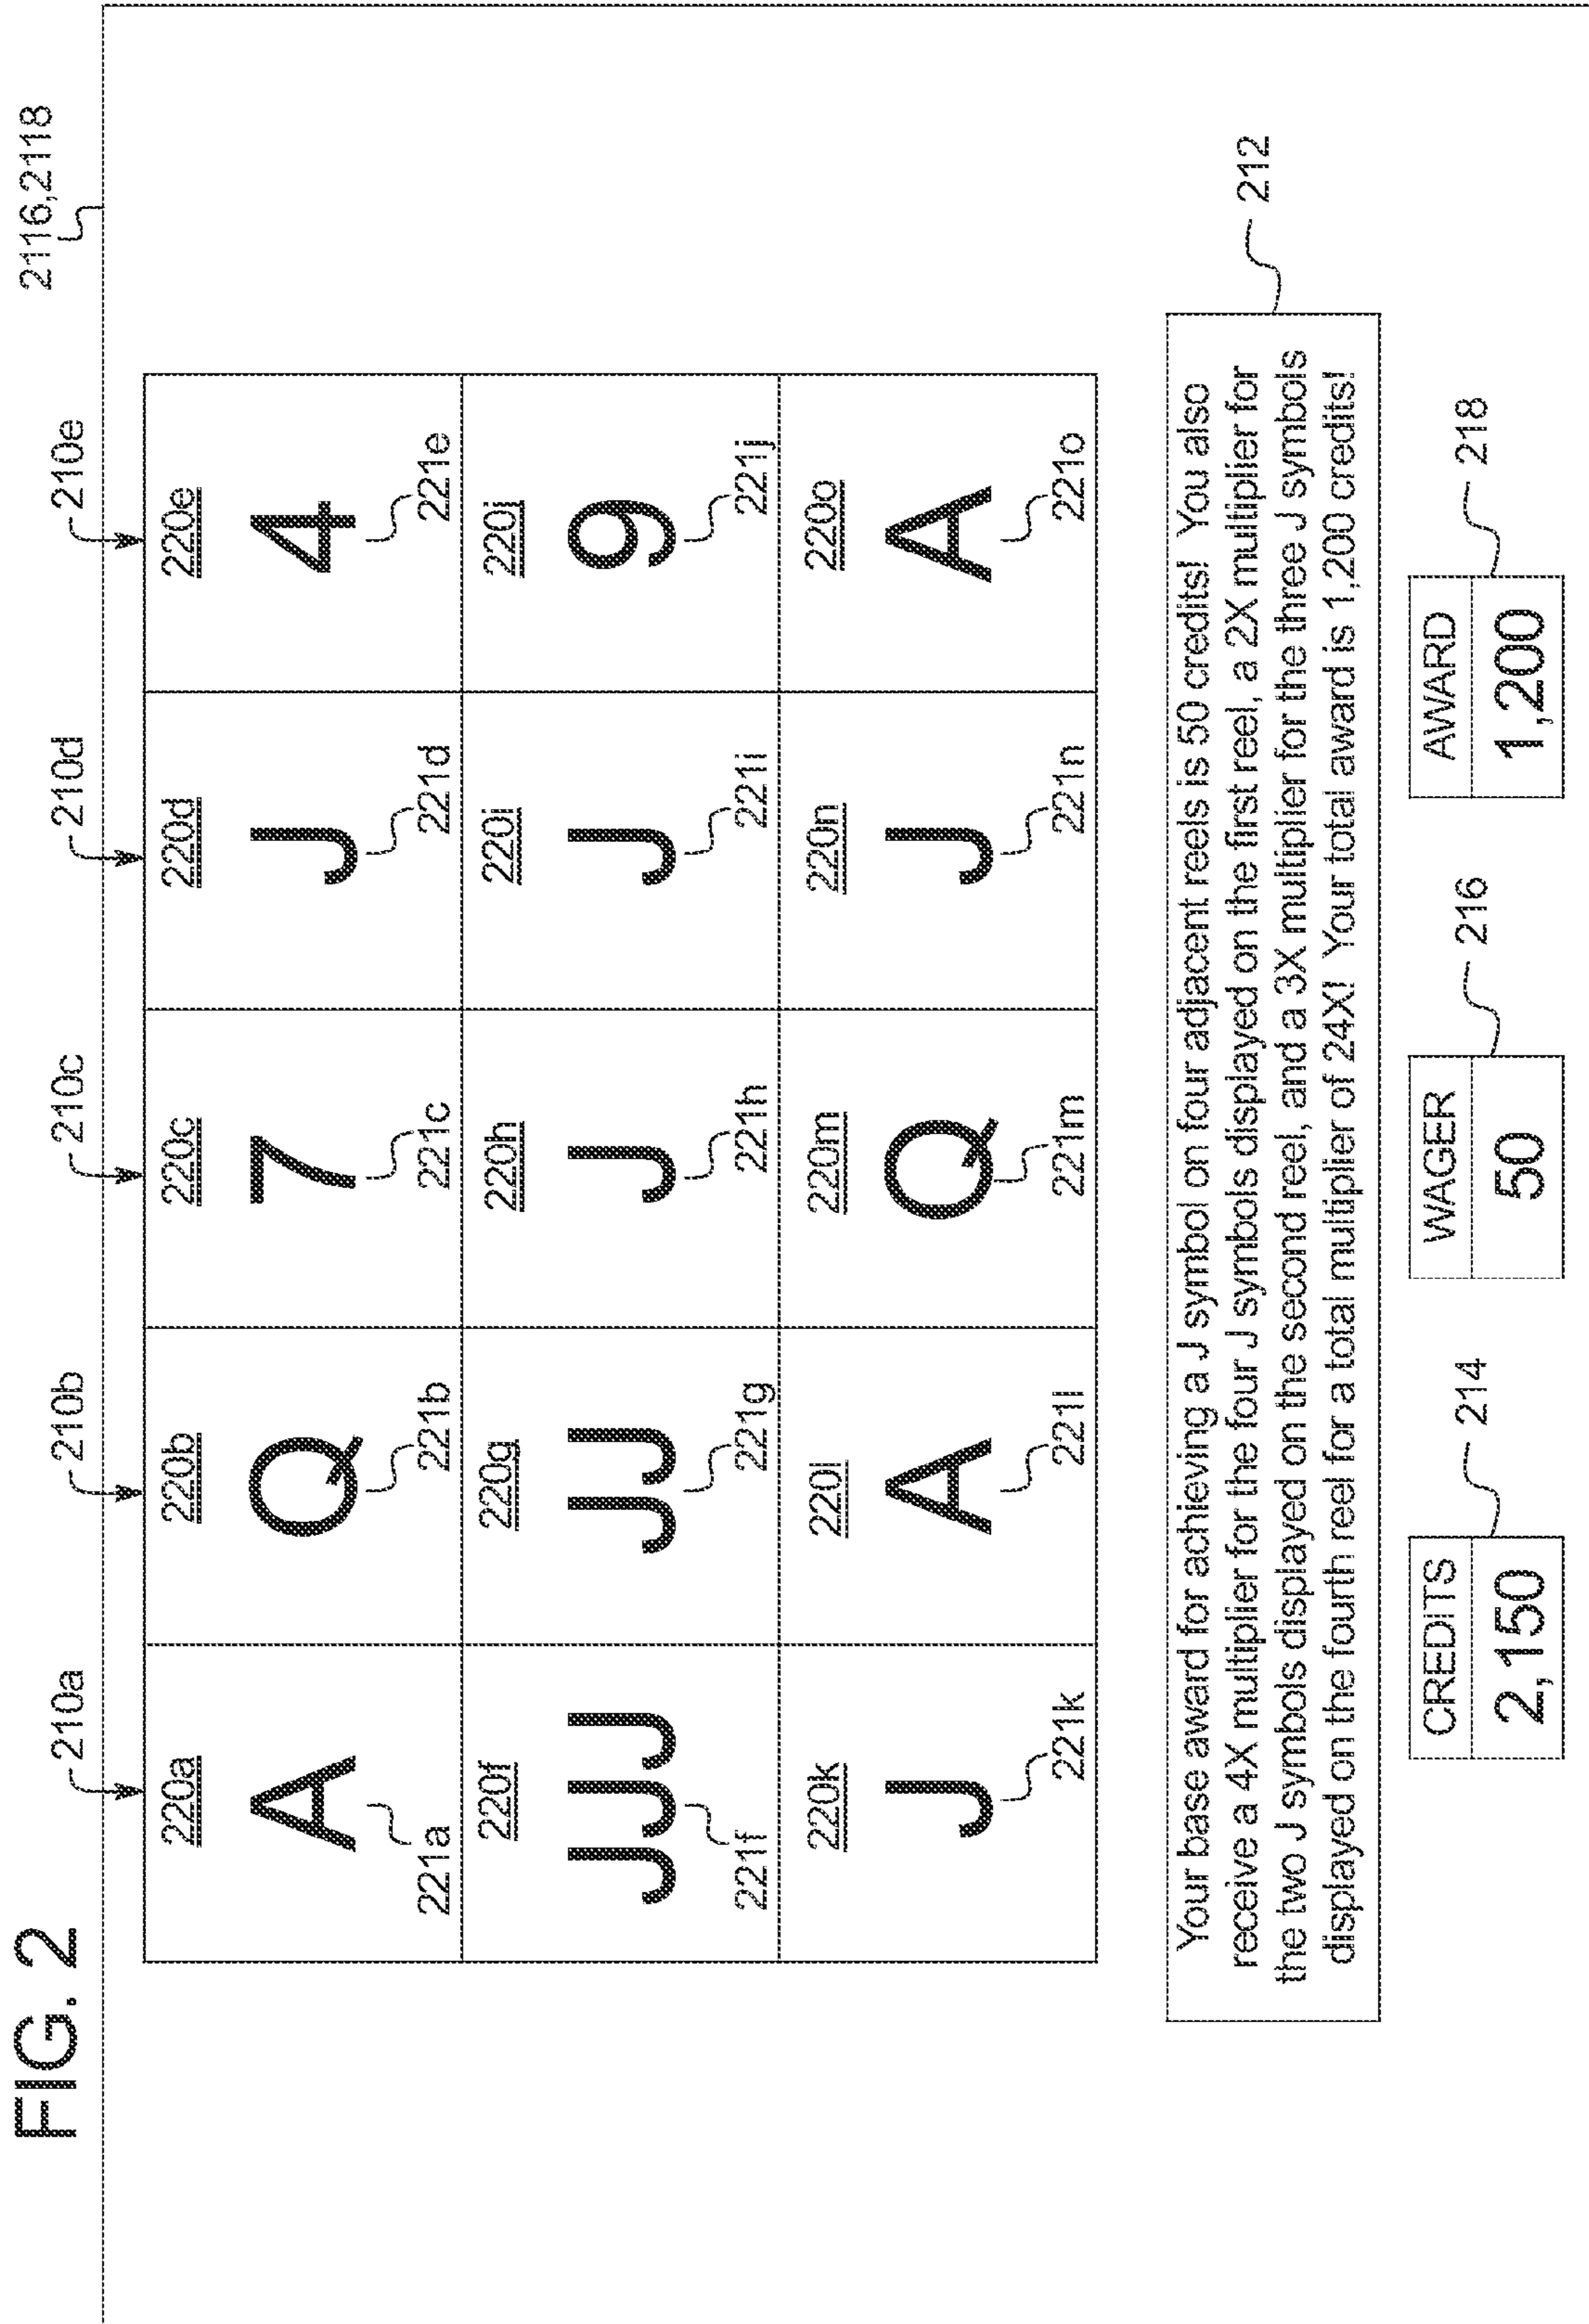 FIG. 2
2116,2118
210a 210b 210c 210d 210e
220a 220b 220c 220d 220e
A Q 7 J 4
221a 221b 221c 221d 221e
220f 220g 220h 220i 220j
JJJ JJ J J 9
221f 221g 221h 221i 221j
220k 220l 220m 220n 220o
J A Q J A
221k 221l 221m 221n 221o
Your base award for achieving a J symbol on four adjacent reels is 50 credits! You also
receive a 4X multiplier for the four J symbols displayed on the first reel, a 2X multiplier for
the two J symbols displayed on the second reel, and a 3X multiplier for the three J symbols
displayed on the fourth reel for a total multiplier of 24X! Your total award is 1,200 credits!
212
CREDITS 214 WAGER 216 AWARD 218
2,150 50 1,200